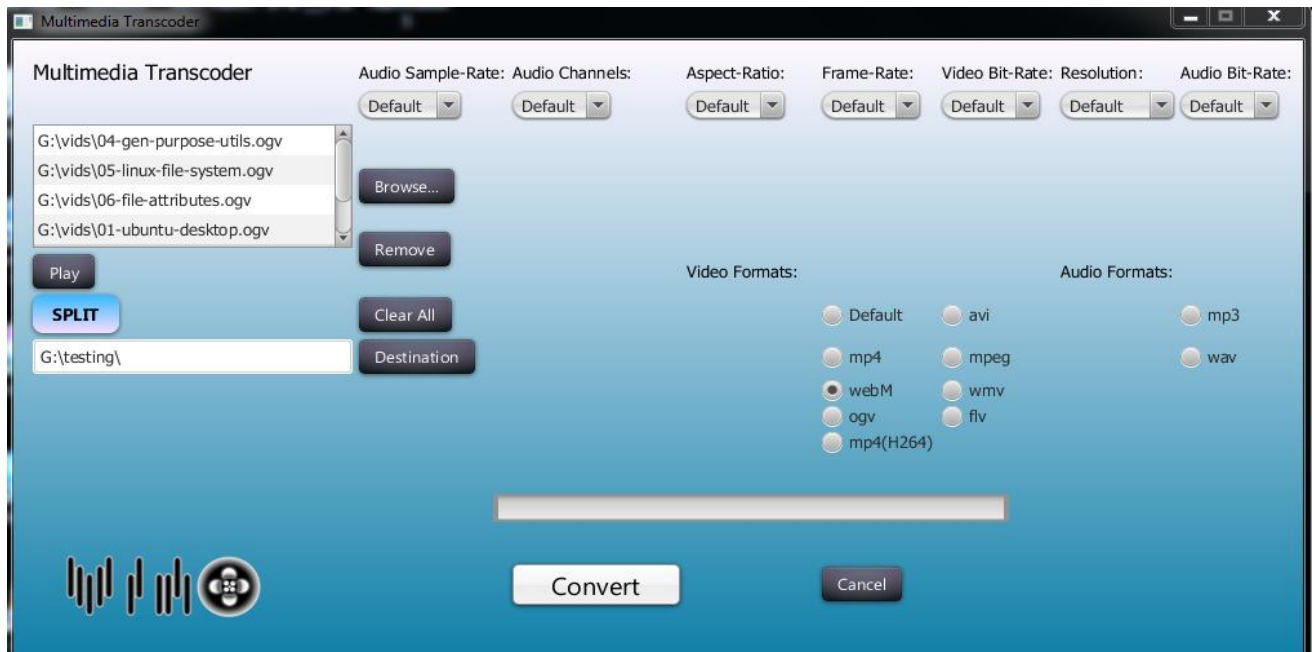 Multimedia Transcoder
Multimedia Transcoder
Audio Sample-Rate: Audio Channels: Aspect-Ratio: Frame-Rate: Video Bit-Rate: Resolution: Audio Bit-Rate:
Default Default Default Default Default Default Default
G:\vids\04-gen-purpose-utils.ogv
G:\vids\05-linux-file-system.ogv
G:\vids\06-file-attributes.ogv
G:\vids\01-ubuntu-desktop.ogv
Browse...
Remove
Play
Video Formats: Audio Formats:
SPLIT Clear All Default avi mp3
G:\testing\ Destination mp4 mpeg wav
webM wmv
ogv flv
mp4(H264)
Convert Cancel